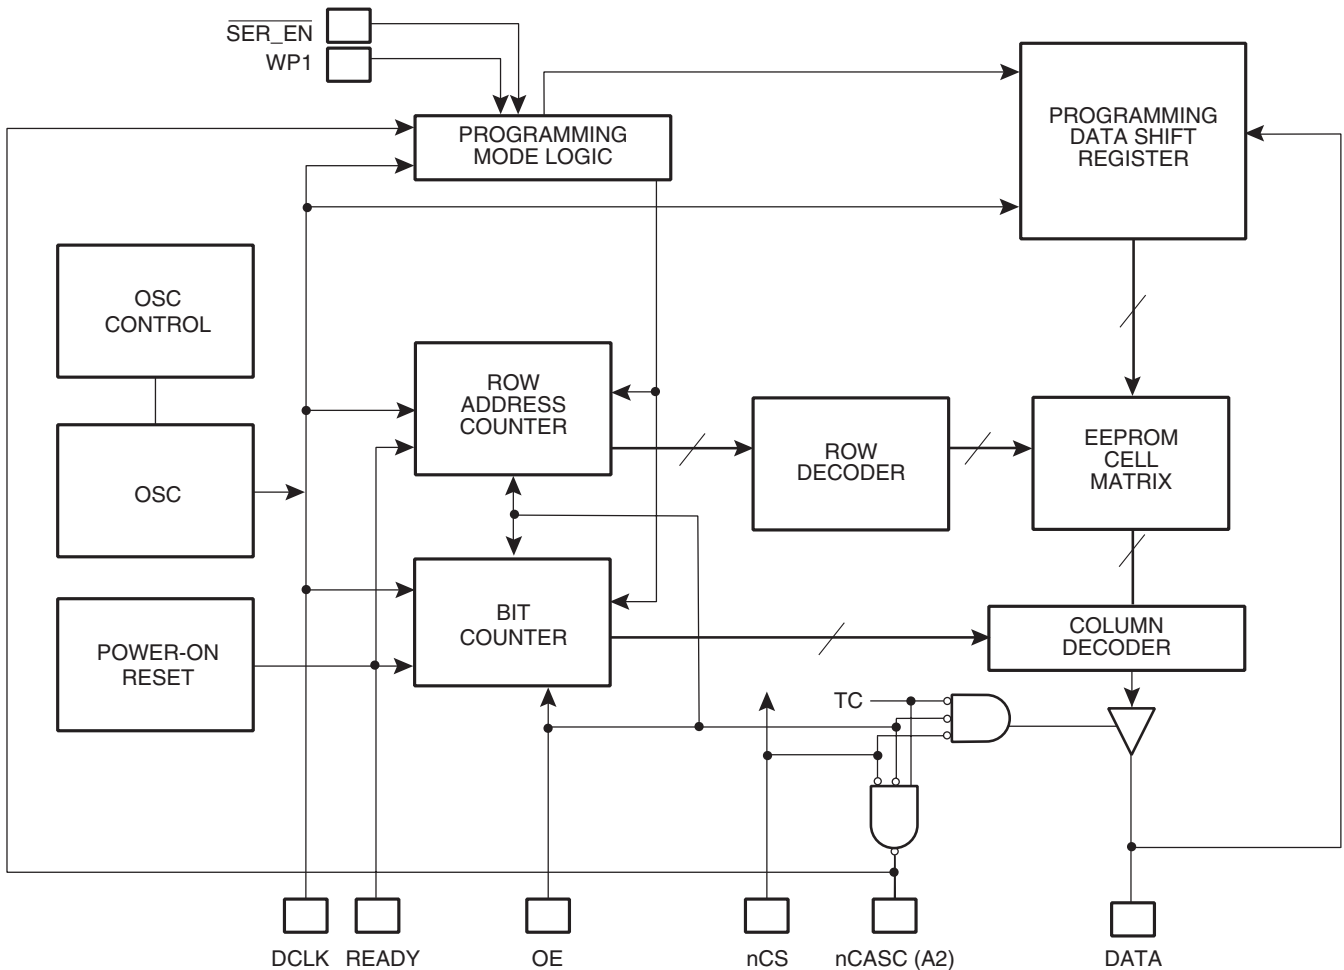 SER_EN
WP1
PROGRAMMING
MODE LOGIC
PROGRAMMING
DATA SHIFT
REGISTER
OSC
CONTROL
ROW
ADDRESS
COUNTER
ROW
DECODER
EEPROM
CELL
MATRIX
OSC
BIT
COUNTER
COLUMN
DECODER
POWER-ON
RESET
TC
DCLK
READY
OE
nCS
nCASC (A2)
DATA